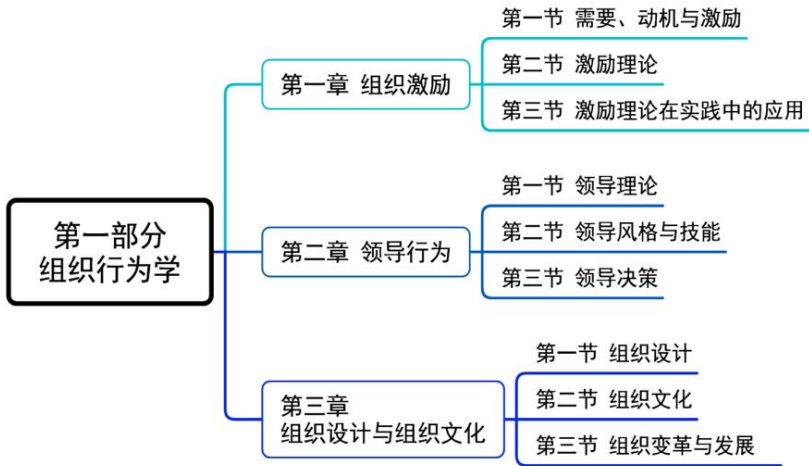 第一部分
组织行为学
第一章 组织激励
第一节 需要、动机与激励
第二节 激励理论
第三节 激励理论在实践中的应用
第二章 领导行为
第一节 领导理论
第二节 领导风格与技能
第三节 领导决策
第三章
组织设计与组织文化
第一节 组织设计
第二节 组织文化
第三节 组织变革与发展